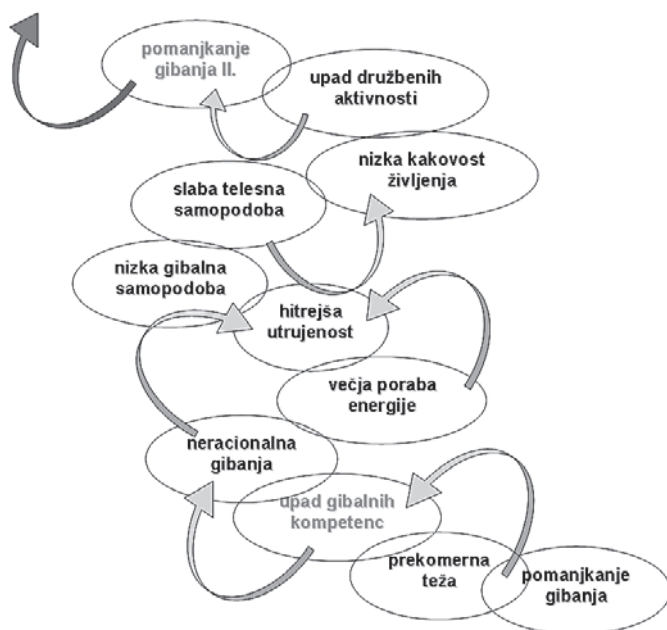 pomanjkanje
gibanja II.
upad družbenih
aktivnosti
nizka kakovost
življenja
slaba telesna
samopodoba
nizka gibalna
samopodoba
hitrejša
utrujenost
večja poraba
energije
neracionalna
gibanja
upad gibalnih
kompetenc
prekomerna
teža
pomanjkanje
gibanja